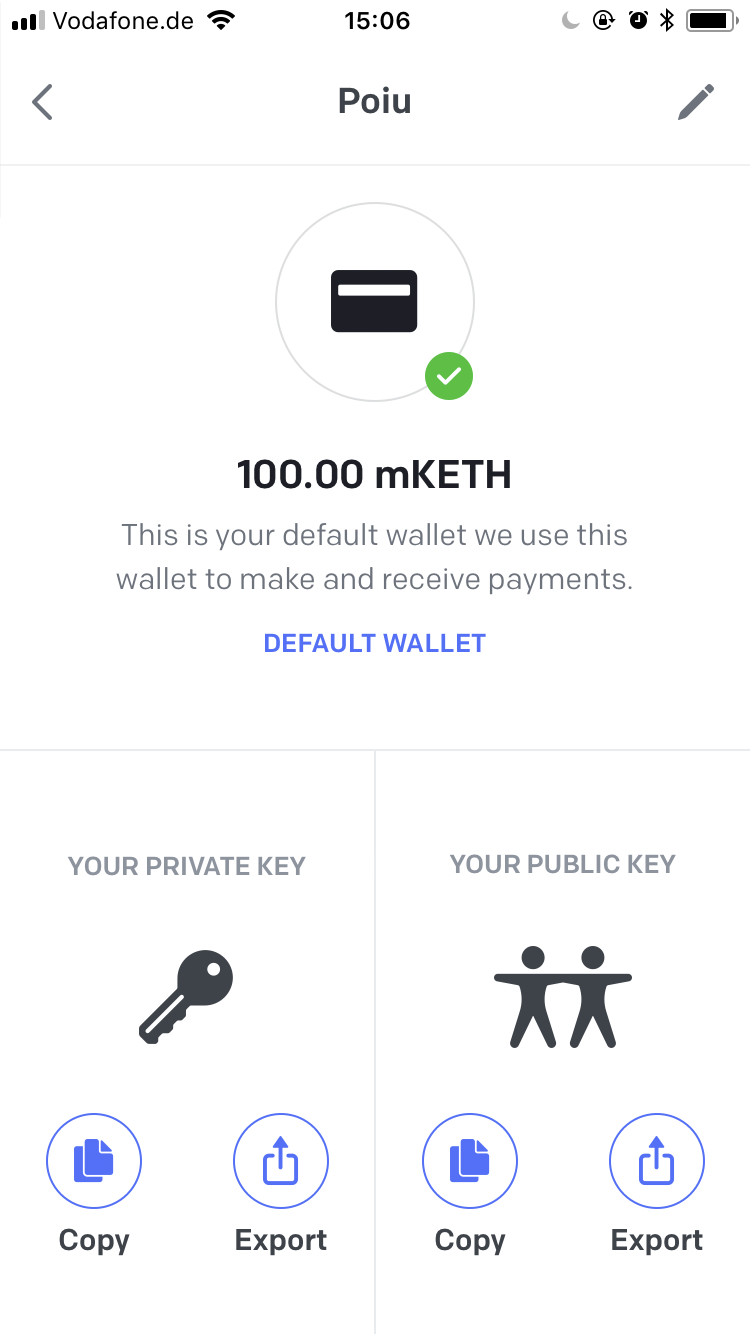 Vodafone.de 15:06
Poiu
100.00 mKETH
This is your default wallet we use this
wallet to make and receive payments.
DEFAULT WALLET
YOUR PRIVATE KEY
YOUR PUBLIC KEY
Copy Export Copy Export